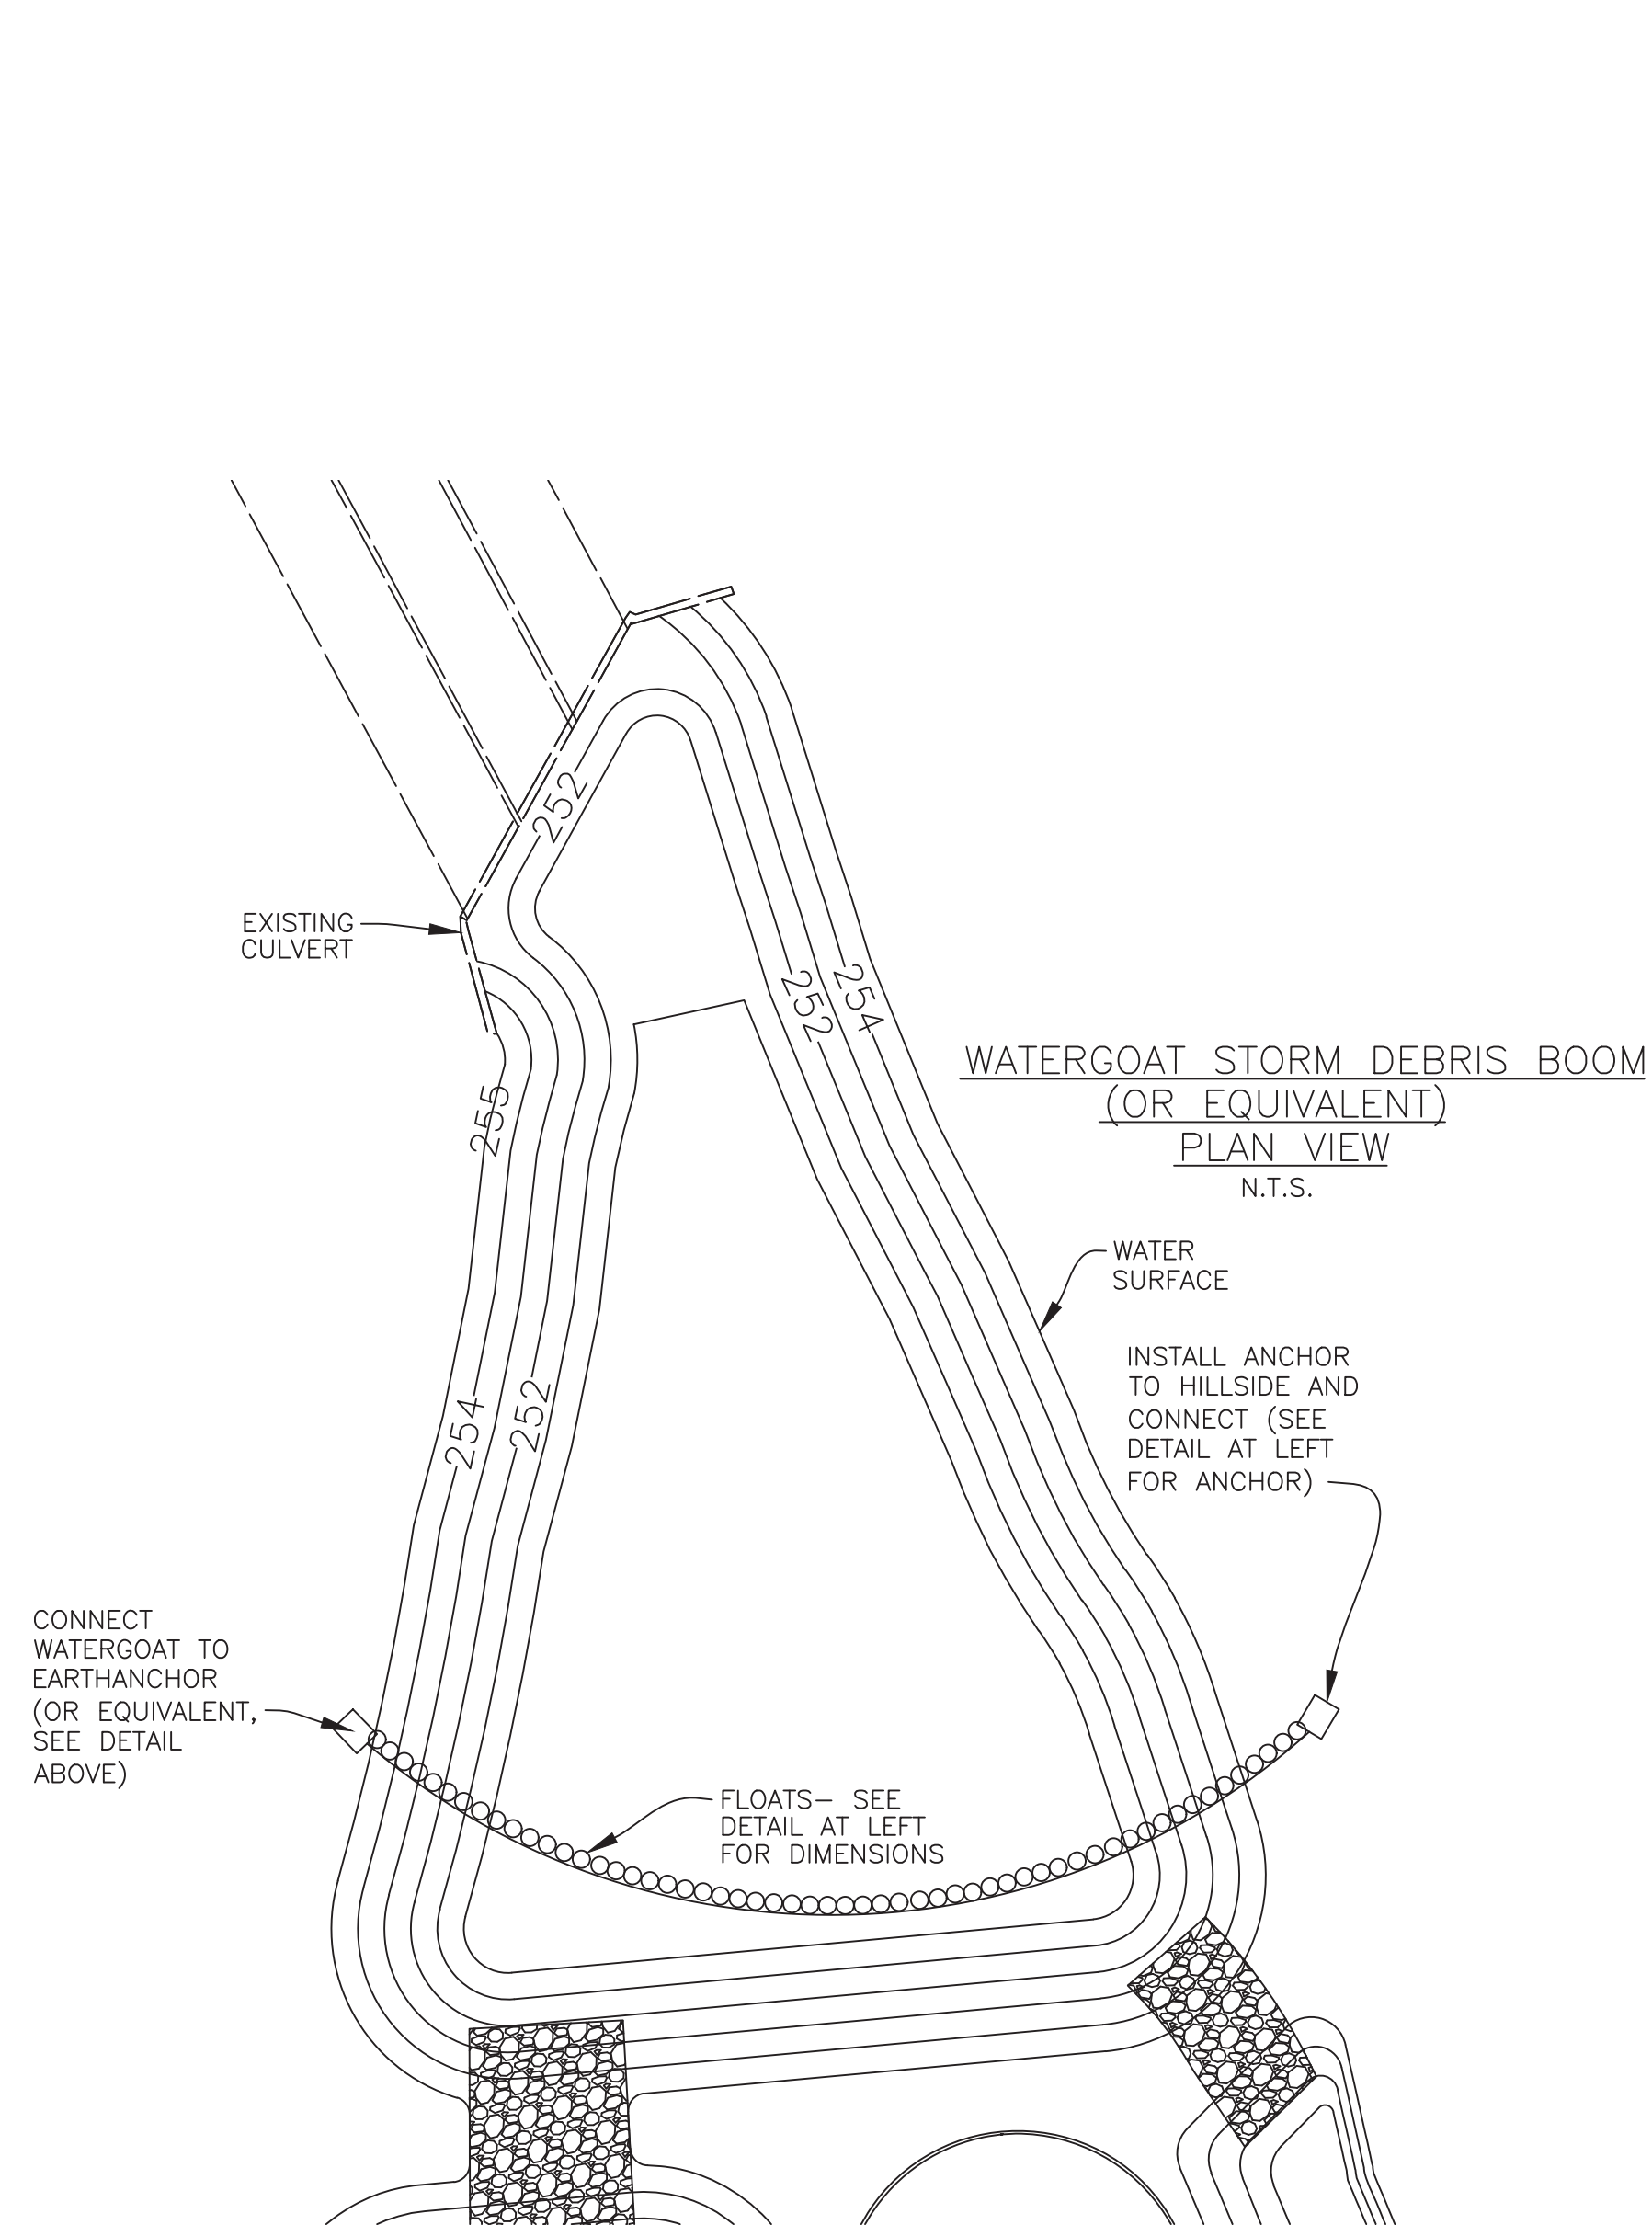 252
EXISTING
CULVERT
252
254
WATERGOAT STORM DEBRIS BOOM
(OR EQUIVALENT)
PLAN VIEW
N.T.S.
255
WATER
SURFACE
INSTALL ANCHOR
TO HILLSIDE AND
CONNECT (SEE
DETAIL AT LEFT
FOR ANCHOR)
254
252
CONNECT
WATERGOAT TO
EARTHANCHOR
(OR EQUIVALENT,
SEE DETAIL
ABOVE)
FLOATS– SEE
DETAIL AT LEFT
FOR DIMENSIONS